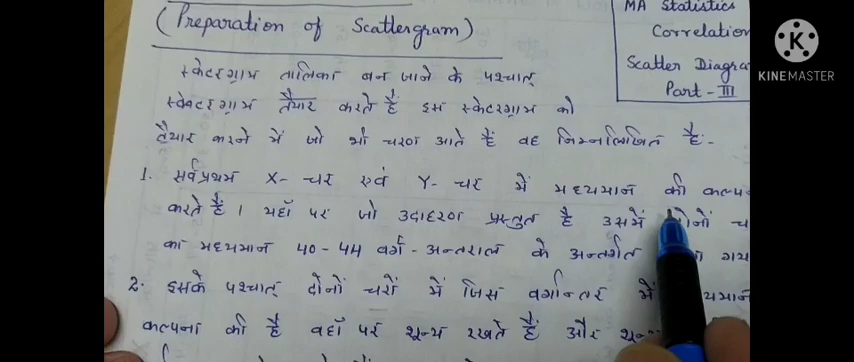 (Preparation of Scattergram)
MA Statistics
Correlation
Scatter Diagra
Part-III
KINEMASTER
स्केटरग्राम तालिका बन जाने के पश्चात्
स्केटरग्राम तैयार करते हैं इस स्केटरग्राम को
तैयार करने में जो भी चरण आते हैं वह निम्नलिखित है-
1. सर्वप्रथम X-चर एवं Y-चर में मध्यमान की कल्प
करते हैं। यहाँ पर जो उदाहरण प्रस्तुत है उसमें च
का मध्यमान 40-44 वर्ग-अन्तराल के अन्तर्गत गय
2. इसके पश्चात् दोनों चरों में जिस वर्गान्तर में
कल्पना की है वहाँ पर शून्य रखते हैं और